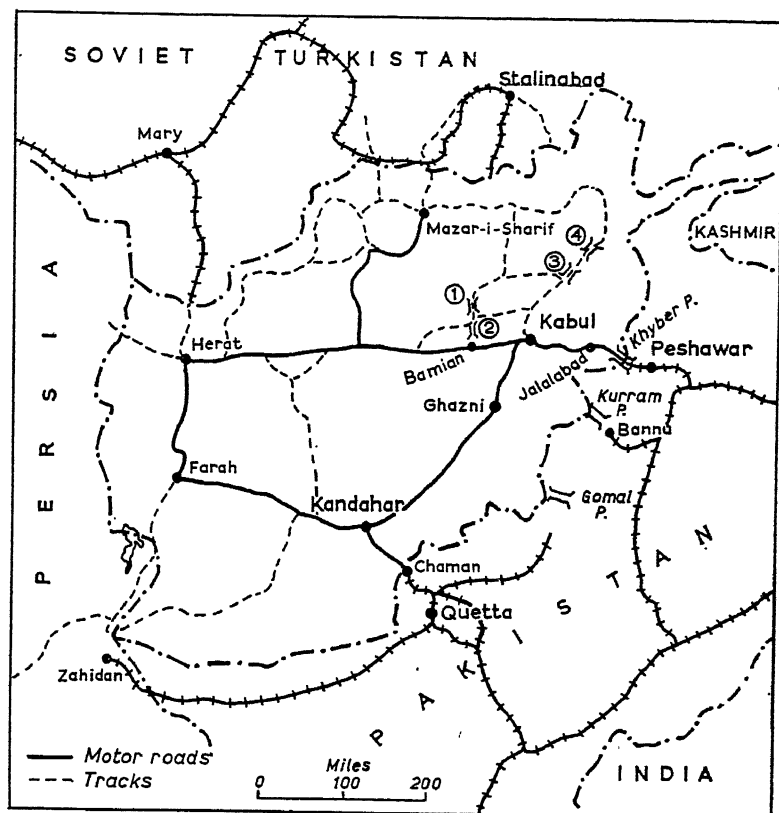 SOVIET TURKISTAN
Stalinabad
Mary
Mazar-i-Sharif
KASHMIR
④
③
①
②
PERSIA
Herat
Kabul
Khyber P.
Bamian
Jalalabad
Peshawar
Ghazni
Kurram
P.
Bannu
Farah
Kandahar
Gomal
P.
Chaman
Quetta
PAKISTAN
Zahidan
Motor roads
Tracks
Miles
0 100 200
INDIA